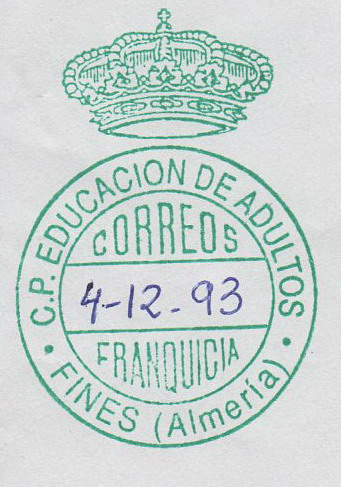 C.P. EDUCACION DE ADULTOS
CORREOS
4-12-93
FRANQUICIA
• FINES (Almería) •